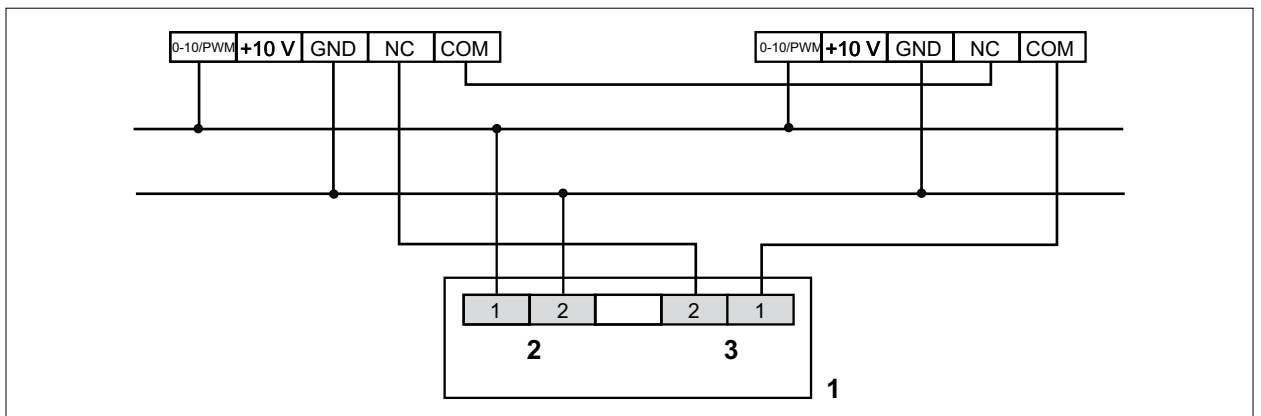 0-10/PWM +10 V GND NC COM
0-10/PWM +10 V GND NC COM
1 2 2 1
2 3
1